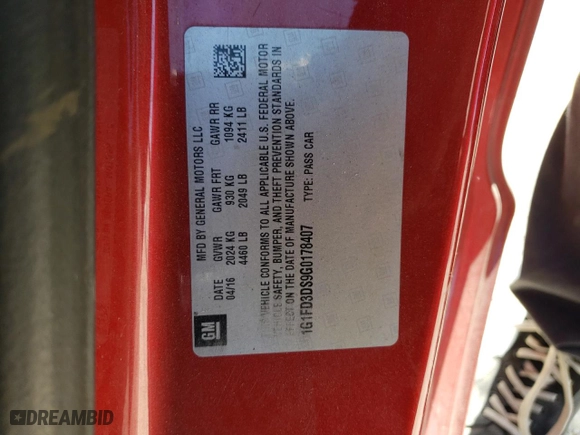 MFD BY GENERAL MOTORS LLC
DATE GVWR GAWR FRT GAWR RR
04/16 2024 KG 930 KG 1094 KG
4460 LB 2049 LB 2411 LB
VEHICLE CONFORMS TO ALL APPLICABLE U.S. FEDERAL MOTOR
VEHICLE SAFETY, BUMPER, AND THEFT PREVENTION STANDARDS IN
EFFECT ON THE DATE OF MANUFACTURE SHOWN ABOVE.
1G1FD3DS9G0178407 TYPE: PASS CAR
GM
DREAMBID